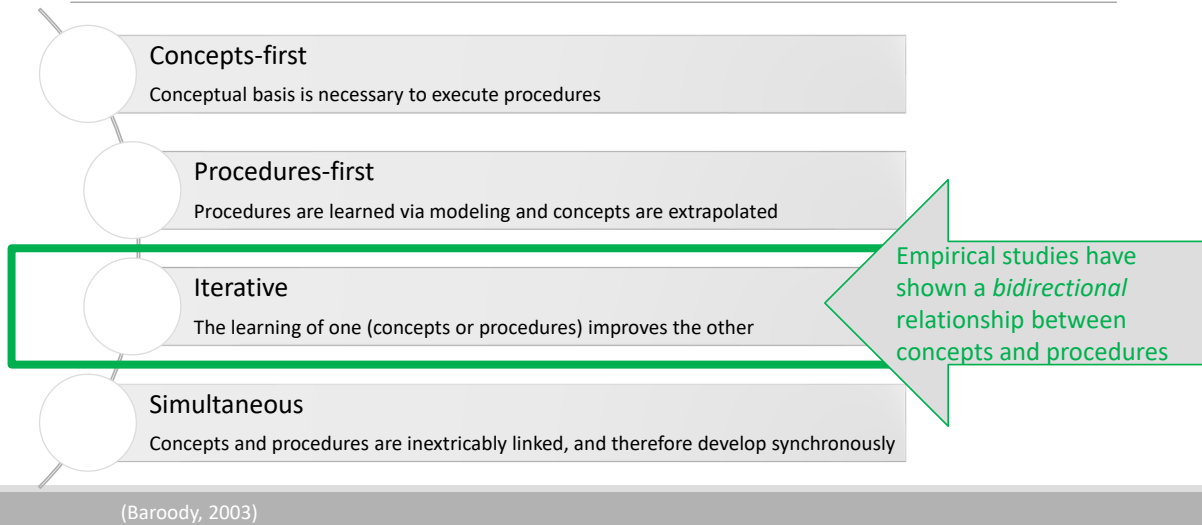 Concepts-first
Conceptual basis is necessary to execute procedures
Procedures-first
Procedures are learned via modeling and concepts are extrapolated
Iterative
The learning of one (concepts or procedures) improves the other
Empirical studies have
shown a bidirectional
relationship between
concepts and procedures
Simultaneous
Concepts and procedures are inextricably linked, and therefore develop synchronously
(Baroody, 2003)